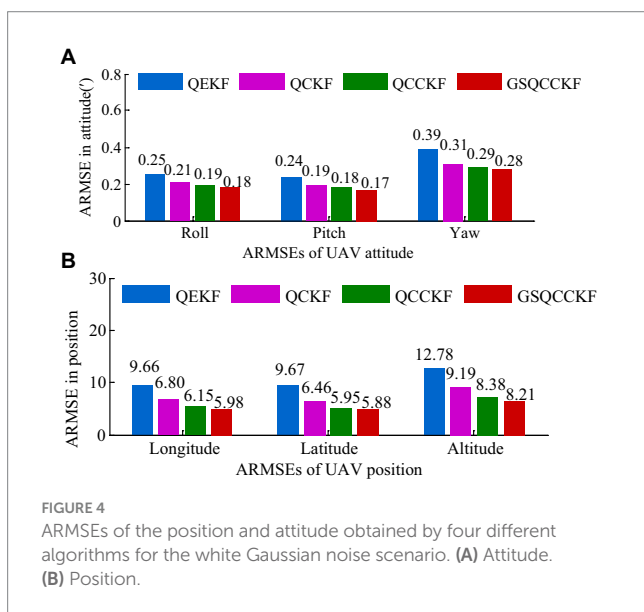 A
0.8
0.6
0.4
0.2
0
ARMSE in attitude(′)
QEKF QCKF QCCKF GSQCCKF
0.25 0.21 0.19 0.18
0.24 0.19 0.18 0.17
0.39 0.31 0.29 0.28
Roll Pitch Yaw
ARMSEs of UAV attitude
B
30
20
10
0
ARMSE in position
QEKF QCKF QCCKF GSQCCKF
9.66 6.80 6.15 5.98
9.67 6.46 5.95 5.88
12.78 9.19 8.38 8.21
Longitude Latitude Altitude
ARMSEs of UAV position
FIGURE 4
ARMSEs of the position and attitude obtained by four different
algorithms for the white Gaussian noise scenario. (A) Attitude.
(B) Position.